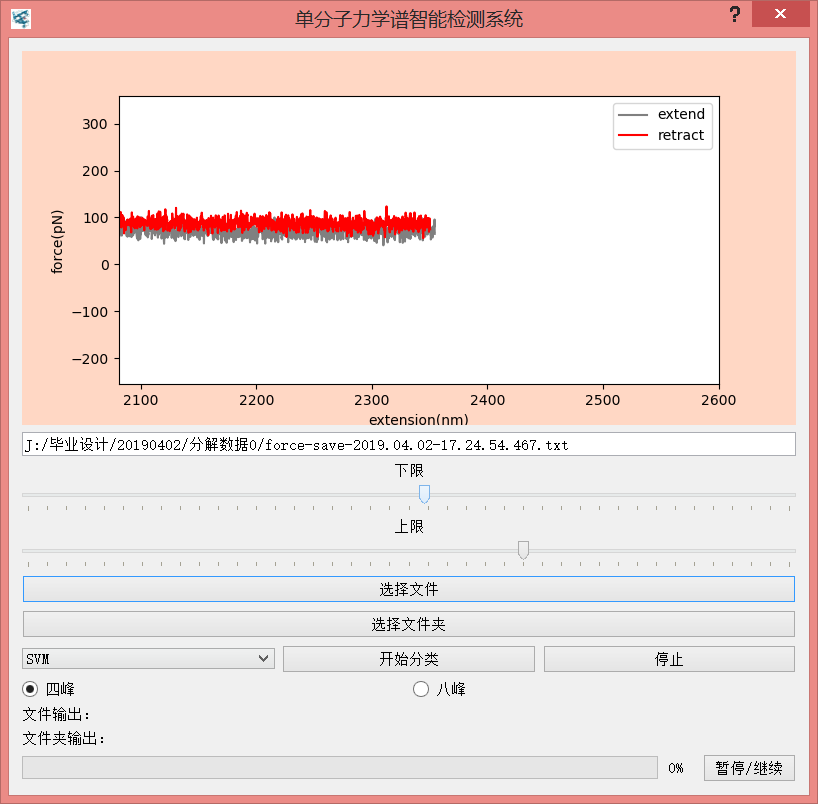 单分子力学谱智能检测系统
?
extend
retract
300
200
100
0
−100
−200
force(pN)
2100 2200 2300 2400 2500 2600
extension(nm)
J:/毕业设计/20190402/分解数据0/force-save-2019.04.02-17.24.54.467.txt
下限
上限
选择文件
选择文件夹
SVM 开始分类 停止
四峰 八峰
文件输出:
文件夹输出:
0% 暂停/继续